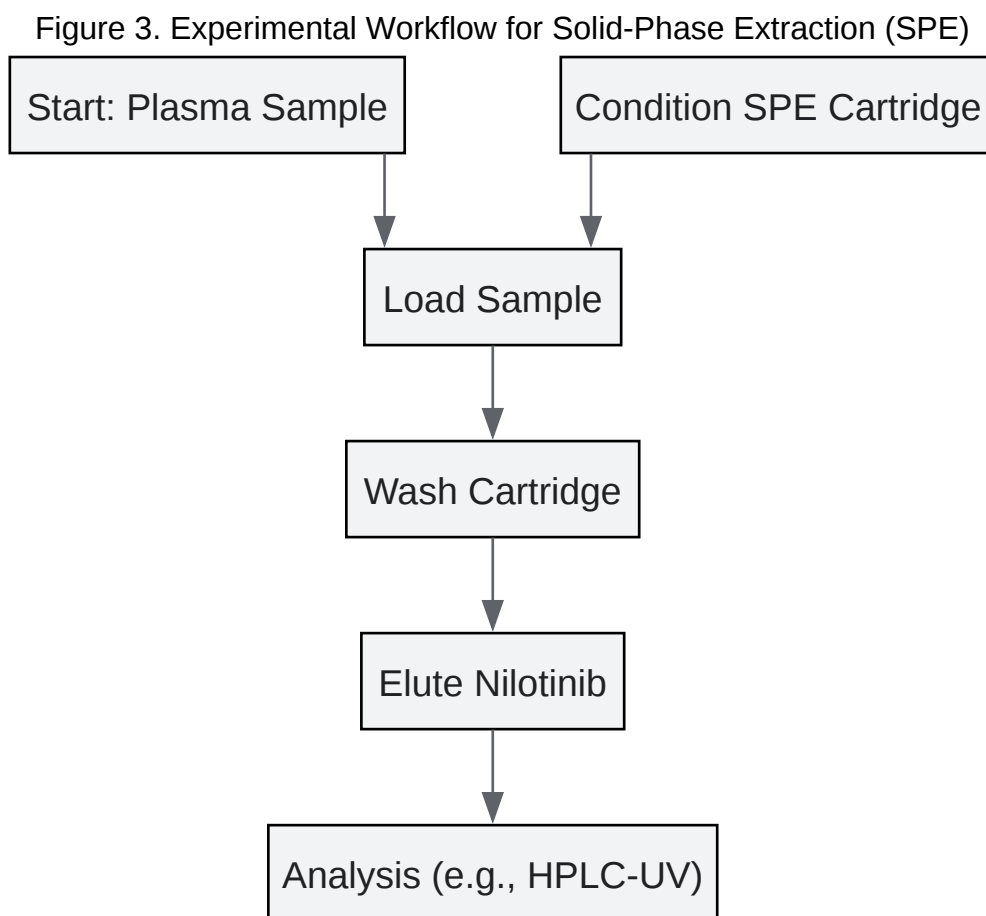 Figure 3. Experimental Workflow for Solid-Phase Extraction (SPE)
Start: Plasma Sample
Condition SPE Cartridge
Load Sample
Wash Cartridge
Elute Nilotinib
Analysis (e.g., HPLC-UV)